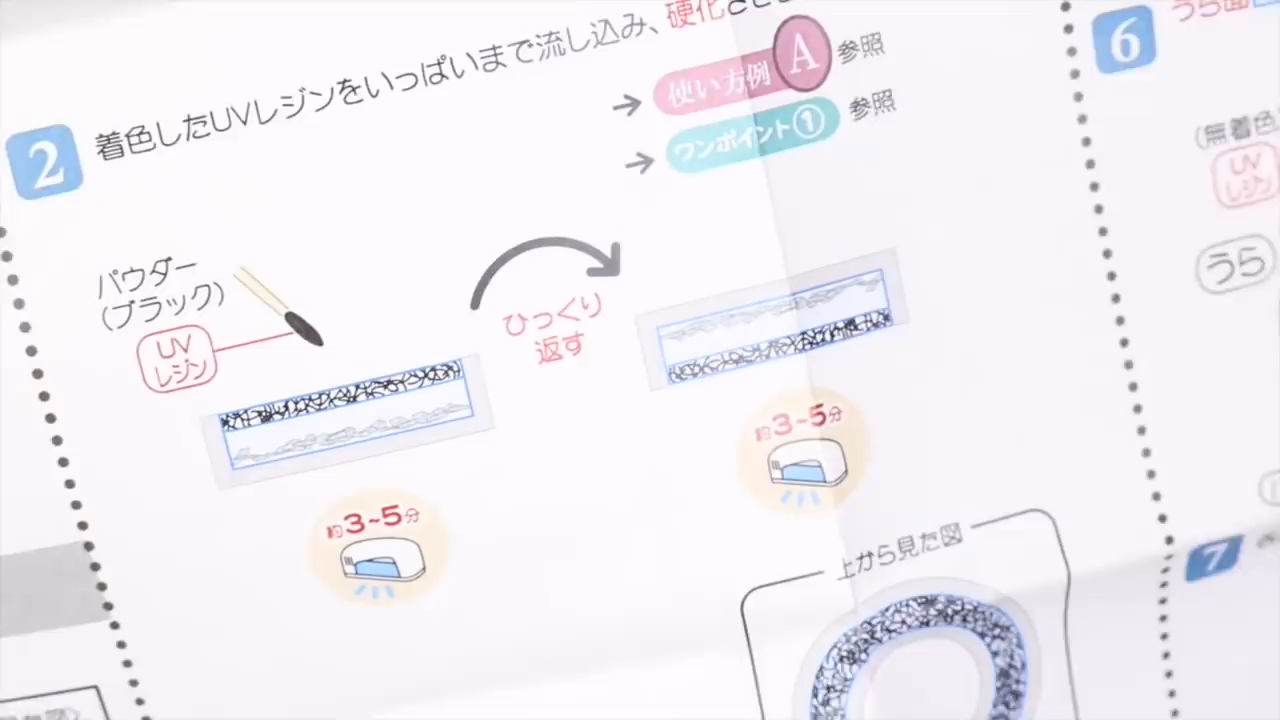 2
着色したUVレジンをいっぱいまで流し込み、硬化
→ 使い方例 A 参照
→ ワンポイント① 参照
パウダー
(ブラック)
UV
レジン
ひっくり
返す
約3~5分
約3~5分
上から見た図
6
うら面
(無着色
UV
レジン
うら
7